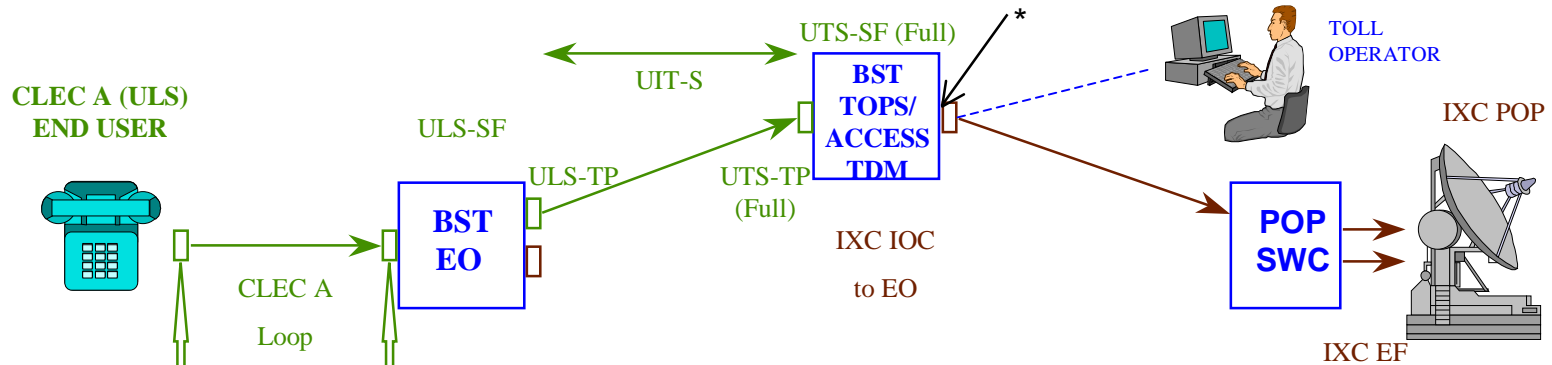 *
UTS-SF (Full)
TOLL
OPERATOR
UIT-S
BST
TOPS/
ACCESS
TDM
CLEC A (ULS)
END USER
ULS-SF
IXC POP
ULS-TP
UTS-TP
(Full)
BST
EO
POP
SWC
IXC IOC
to EO
CLEC A
Loop
IXC EF